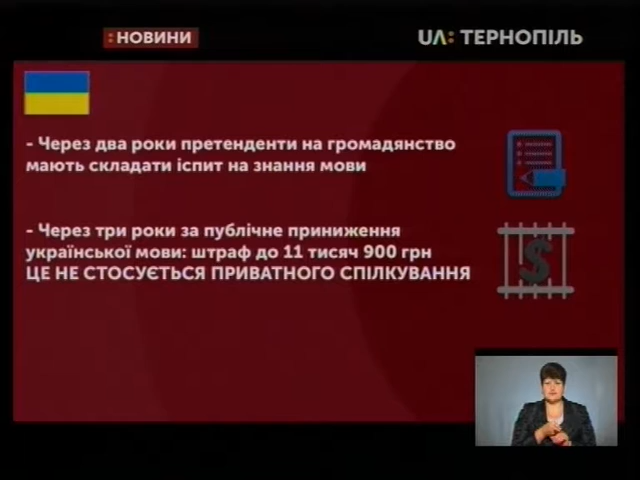 :НОВИНИ
UA: ТЕРНОПІЛЬ
- Через два роки претенденти на громадянство
мають складати іспит на знання мови
- Через три роки за публічне приниження
української мови: штраф до 11 тисяч 900 грн
ЦЕ НЕ СТОСУЄТЬСЯ ПРИВАТНОГО СПІЛКУВАННЯ
$